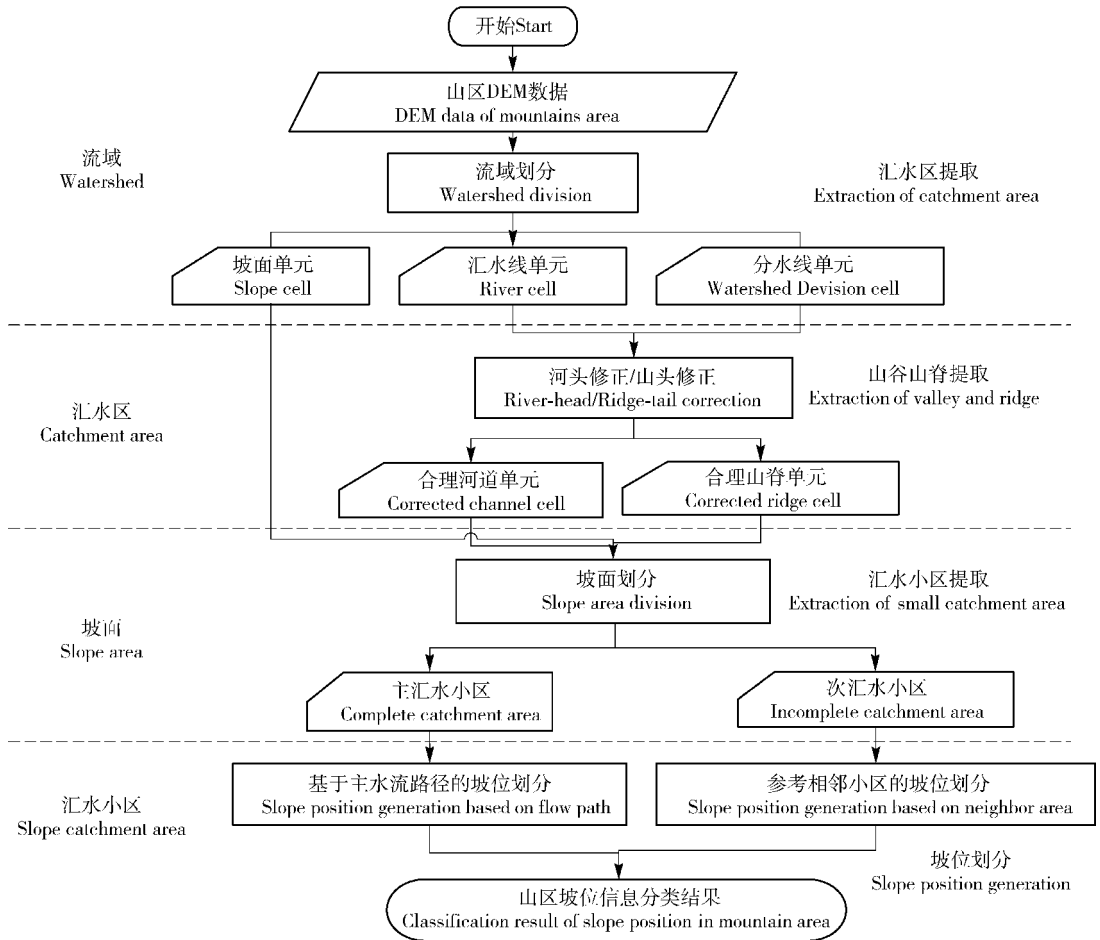 开始Start
山区DEM数据
DEM data of mountains area
流域
Watershed
流域划分
Watershed division
汇水区提取
Extraction of catchment area
坡面单元
Slope cell
汇水线单元
River cell
分水线单元
Watershed Devision cell
河头修正/山头修正
River-head/Ridge-tail correction
山谷山脊提取
Extraction of valley and ridge
汇水区
Catchment area
合理河道单元
Corrected channel cell
合理山脊单元
Corrected ridge cell
坡面划分
Slope area division
汇水小区提取
Extraction of small catchment area
坡面
Slope area
主汇水小区
Complete catchment area
次汇水小区
Incomplete catchment area
汇水小区
Slope catchment area
基于主水流路径的坡位划分
Slope position generation based on flow path
参考相邻小区的坡位划分
Slope position generation based on neighbor area
坡位划分
Slope position generation
山区坡位信息分类结果
Classification result of slope position in mountain area